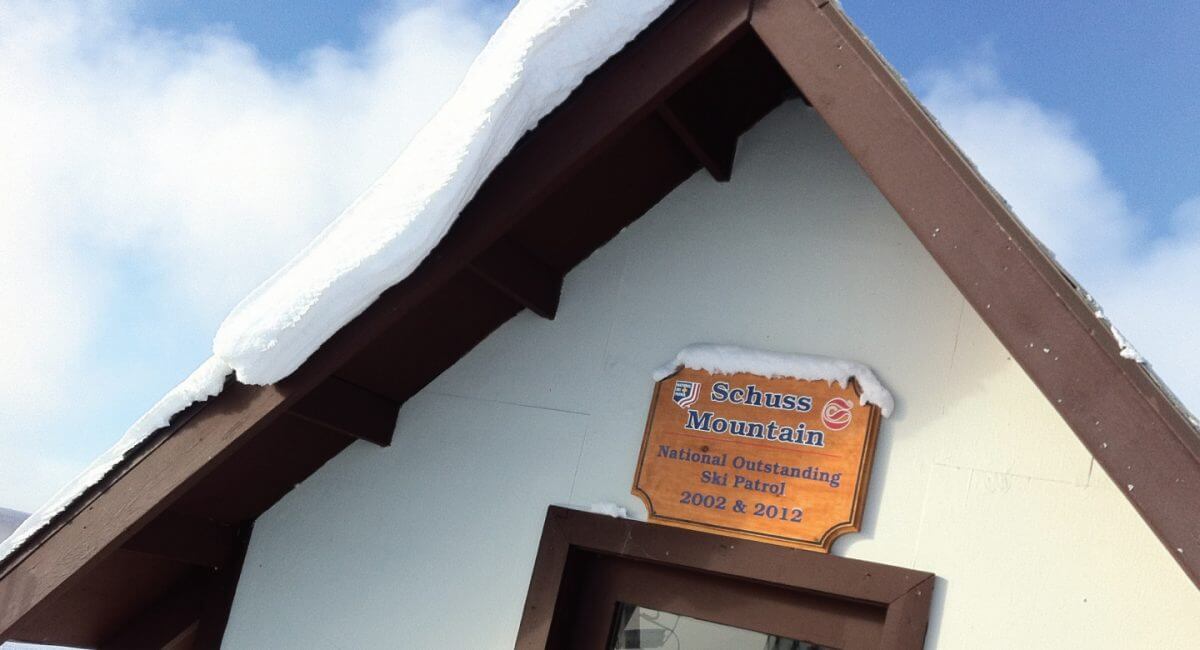 Schuss
Mountain
National Outstanding
Ski Patrol
2002 & 2012